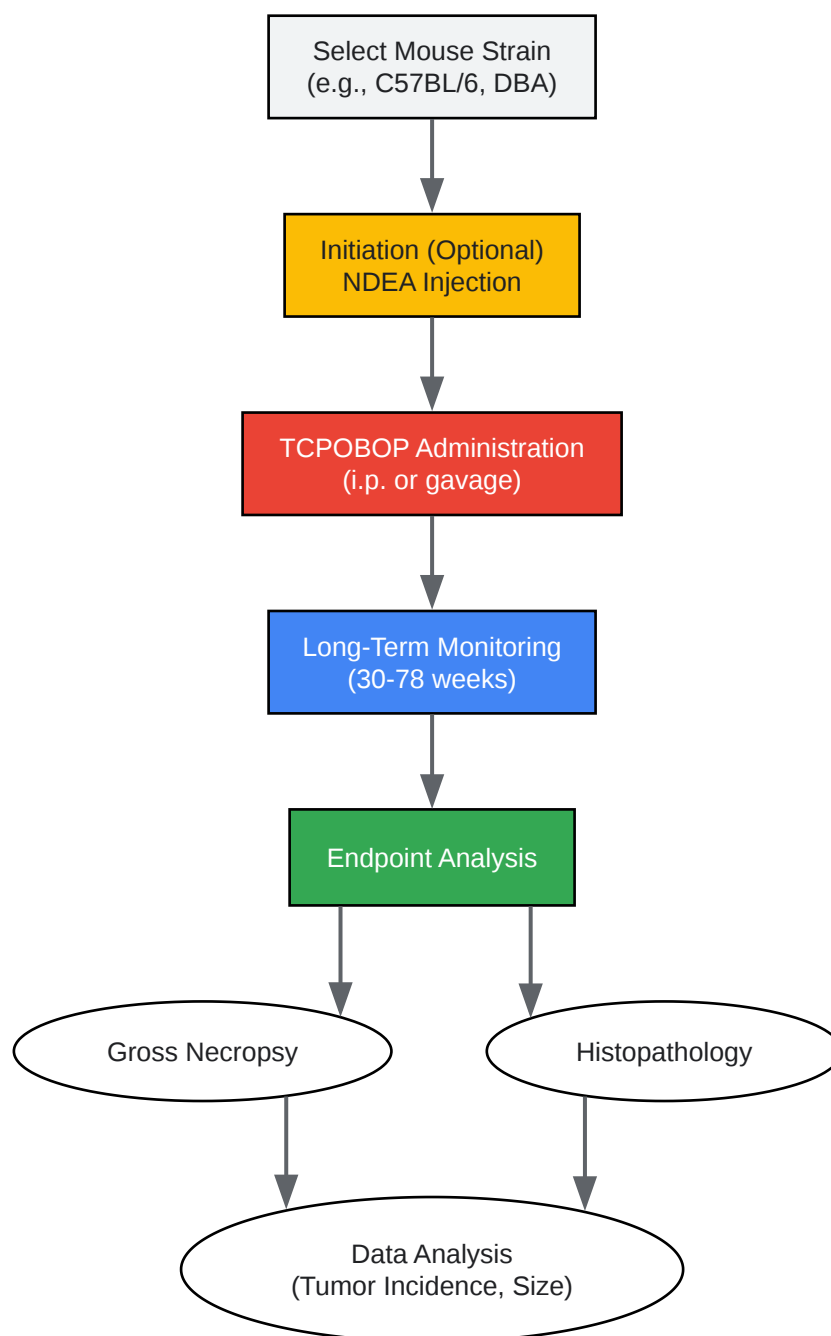 Select Mouse Strain
(e.g., C57BL/6, DBA)
Initiation (Optional)
NDEA Injection
TCPOBOP Administration
(i.p. or gavage)
Long-Term Monitoring
(30-78 weeks)
Endpoint Analysis
Gross Necropsy
Histopathology
Data Analysis
(Tumor Incidence, Size)